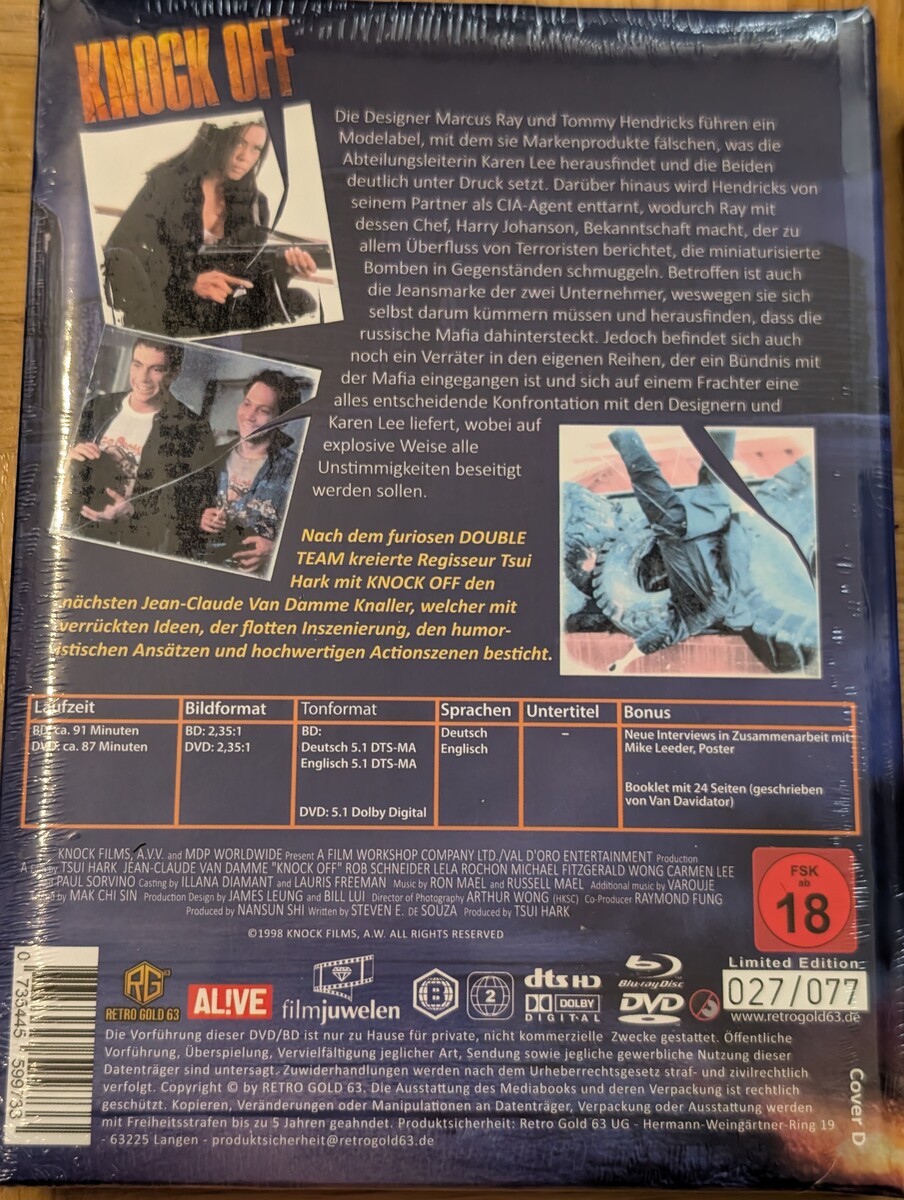 KNOCK OFF
Die Designer Marcus Ray und Tommy Hendricks führen ein
Modelabel, mit dem sie Markenprodukte fälschen, was die
Abteilungsleiterin Karen Lee herausfindet und die Beiden
deutlich unter Druck setzt. Darüber hinaus wird Hendricks von
seinem Partner als CIA-Agent enttarnt, wodurch Ray mit
dessen Chef, Harry Johanson, Bekanntschaft macht, der zu
allem Überfluss von Terroristen berichtet, die miniaturisierte
Bomben in Gegenständen schmuggeln. Betroffen ist auch
die Jeansmarke der zwei Unternehmer, weswegen sie sich
selbst darum kümmern müssen und herausfinden, dass die
russische Mafia dahintersteckt. Jedoch befindet sich auch
noch ein Verräter in den eigenen Reihen, der ein Bündnis mit
der Mafia eingegangen ist und sich auf einem Frachter eine
alles entscheidende Konfrontation mit den Designern und
Karen Lee liefert, wobei auf
explosive Weise alle
Unstimmigkeiten beseitigt
werden sollen.
Nach dem furiosen DOUBLE
TEAM kreierte Regisseur Tsui
Hark mit KNOCK OFF den
nächsten Jean-Claude Van Damme Knaller, welcher mit
verrückten Ideen, der flotten Inszenierung, den humor-
istischen Ansätzen und hochwertigen Actionszenen besticht.
Laufzeit Bildformat Tonformat Sprachen Untertitel Bonus
BD: ca. 91 Minuten
DVD: ca. 87 Minuten
BD: 2,35:1
DVD: 2,35:1
BD:
Deutsch 5.1 DTS-MA
Englisch 5.1 DTS-MA
DVD: 5.1 Dolby Digital
Deutsch
Englisch
–
Neue Interviews in Zusammenarbeit mit
Mike Leeder, Poster
Booklet mit 24 Seiten (geschrieben
von Van Davidator)
KNOCK FILMS, A.V.V. and MDP WORLDWIDE Present A FILM WORKSHOP COMPANY LTD./VAL D'ORO ENTERTAINMENT Production
A by TSUI HARK JEAN-CLAUDE VAN DAMME "KNOCK OFF" ROB SCHNEIDER LELA ROCHON MICHAEL FITZGERALD WONG CARMEN LEE
and PAUL SORVINO Casting by ILLANA DIAMANT and LAURIS FREEMAN Music by RON MAEL and RUSSELL MAEL Additional music by VAROUJE
by MAK CHI SIN Production Design by JAMES LEUNG and BILL LUI Director of Photography ARTHUR WONG (HKSC) Co-Producer RAYMOND FUNG
Produced by NANSUN SHI Written by STEVEN E. DE SOUZA Produced by TSUI HARK
©1998 KNOCK FILMS, A.W. ALL RIGHTS RESERVED
FSK
ab
18
Limited Edition
027/077
www.retrogold63.de
RG 63
RETRO GOLD 63
AL!VE
filmjuwelen
B
2
dts HD
DOLBY
DIGITAL
Blu-ray Disc
DVD
0 733445 599733
Die Vorführung dieser DVD/BD ist nur zu Hause für private, nicht kommerzielle Zwecke gestattet. Öffentliche
Vorführung, Überspielung, Vervielfältigung jeglicher Art, Sendung sowie jegliche gewerbliche Nutzung dieser
Datenträger sind untersagt. Zuwiderhandlungen werden nach dem Urheberrechtsgesetz straf- und zivilrechtlich
verfolgt. Copyright © by RETRO GOLD 63. Die Ausstattung des Mediabooks und deren Verpackung ist rechtlich
geschützt. Kopieren, Veränderungen oder Manipulationen an Datenträger, Verpackung oder Ausstattung werden
mit Freiheitsstrafen bis zu 5 Jahren geahndet. Produktsicherheit: Retro Gold 63 UG - Hermann-Weingärtner-Ring 19
- 63225 Langen - produktsicherheit@retrogold63.de
Cover D